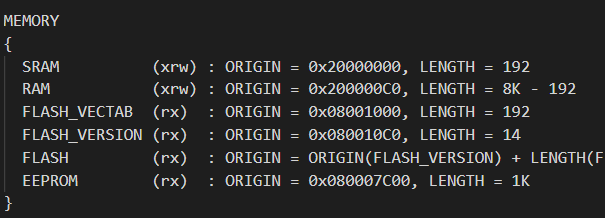 MEMORY
{
SRAM (xrw) : ORIGIN = 0x20000000, LENGTH = 192
RAM (xrw) : ORIGIN = 0x200000C0, LENGTH = 8K - 192
FLASH_VECTAB (rx) : ORIGIN = 0x08001000, LENGTH = 192
FLASH_VERSION (rx) : ORIGIN = 0x080010C0, LENGTH = 14
FLASH (rx) : ORIGIN = ORIGIN(FLASH_VERSION) + LENGTH(F
EEPROM (rx) : ORIGIN = 0x080007C00, LENGTH = 1K
}